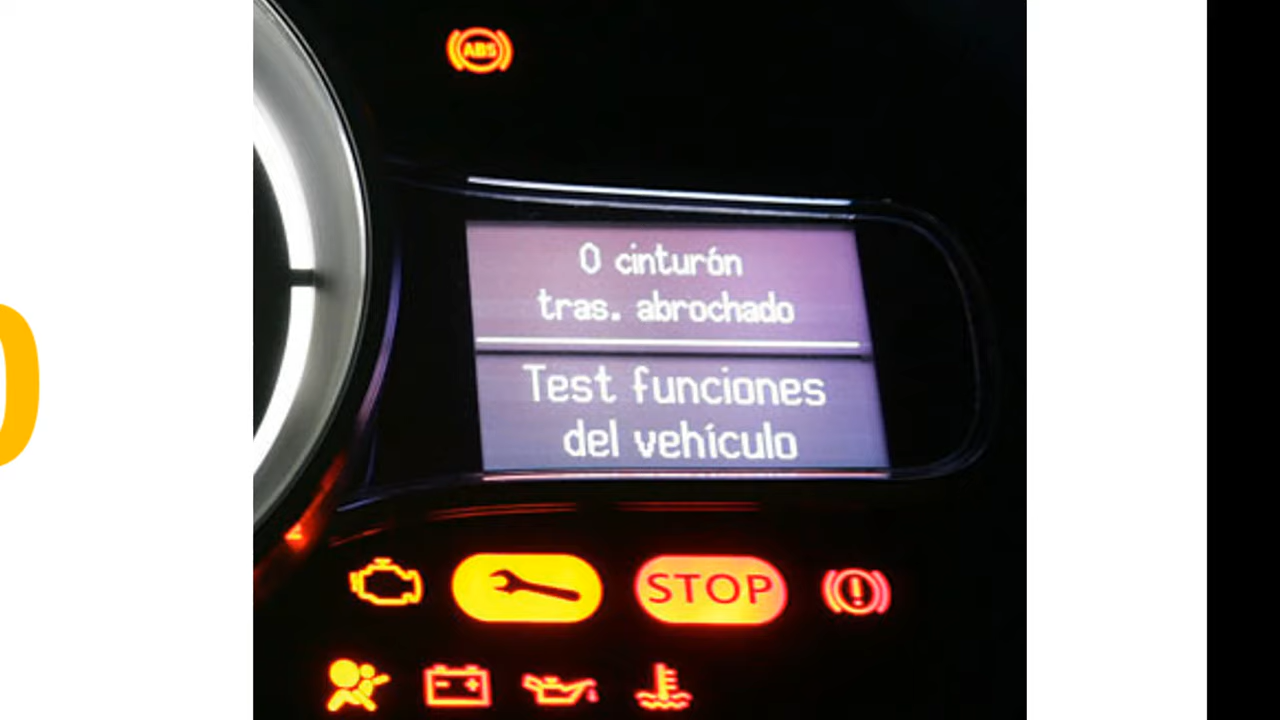 ABS
0 cinturón
tras. abrochado
Test funciones
del vehículo
STOP